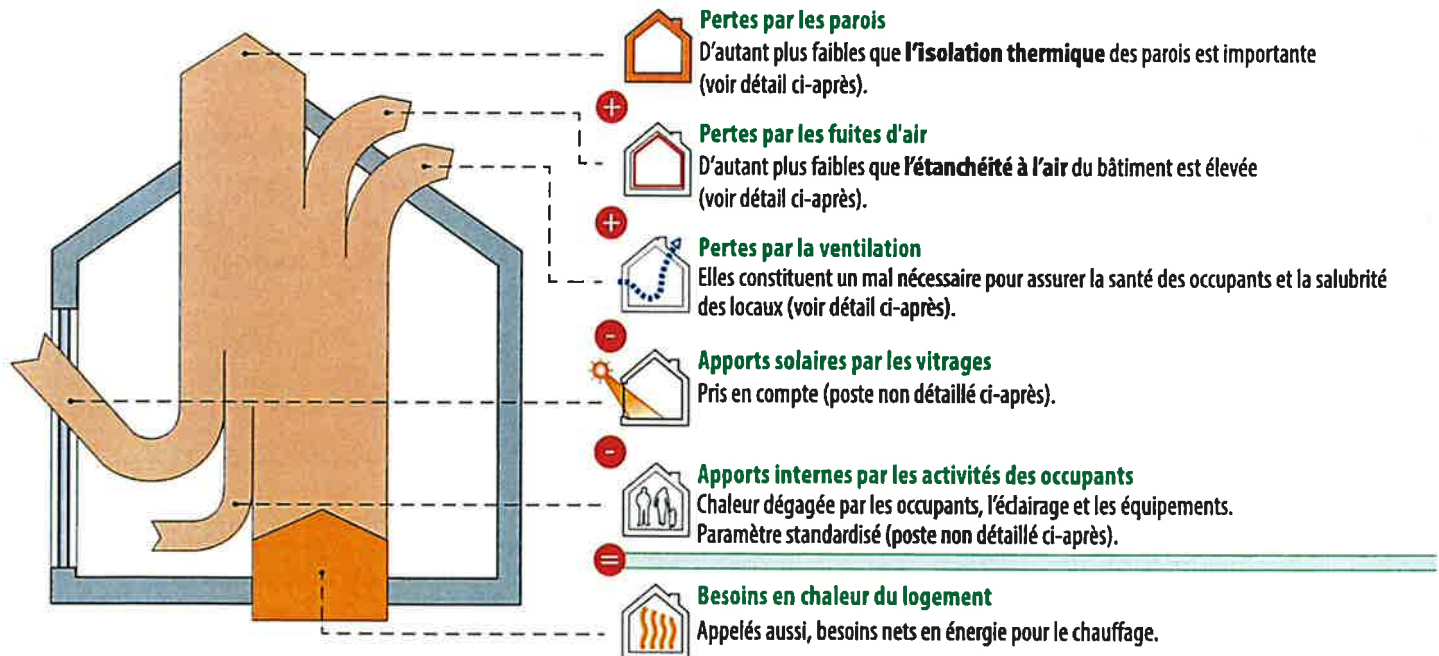 Pertes par les parois
D'autant plus faibles que l'isolation thermique des parois est importante
(voir détail ci-après).
+
Pertes par les fuites d'air
D'autant plus faibles que l'étanchéité à l'air du bâtiment est élevée
(voir détail ci-après).
+
Pertes par la ventilation
Elles constituent un mal nécessaire pour assurer la santé des occupants et la salubrité
des locaux (voir détail ci-après).
-
Apports solaires par les vitrages
Pris en compte (poste non détaillé ci-après).
-
Apports internes par les activités des occupants
Chaleur dégagée par les occupants, l'éclairage et les équipements.
Paramètre standardisé (poste non détaillé ci-après).
=
Besoins en chaleur du logement
Appelés aussi, besoins nets en énergie pour le chauffage.